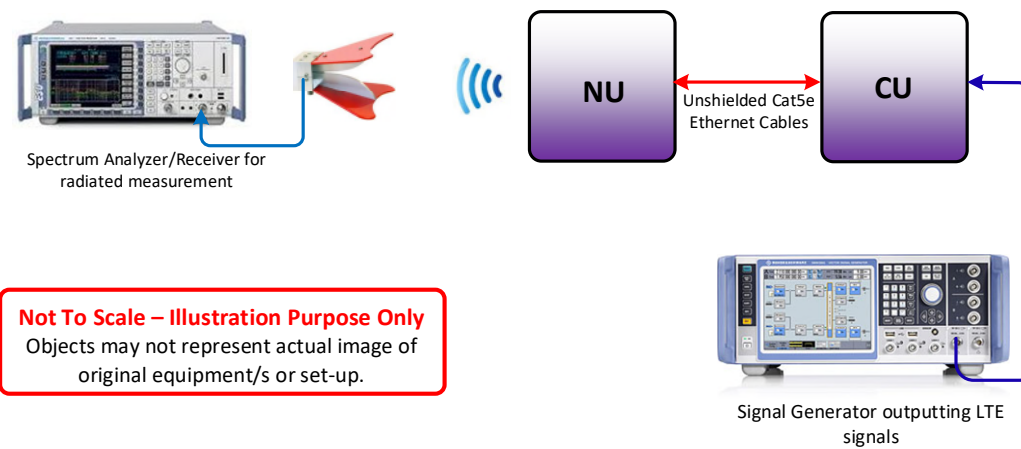 NU
CU
Unshielded Cat5e
Ethernet Cables
Spectrum Analyzer/Receiver for
radiated measurement
Not To Scale – Illustration Purpose Only
Objects may not represent actual image of
original equipment/s or set-up.
Signal Generator outputting LTE
signals